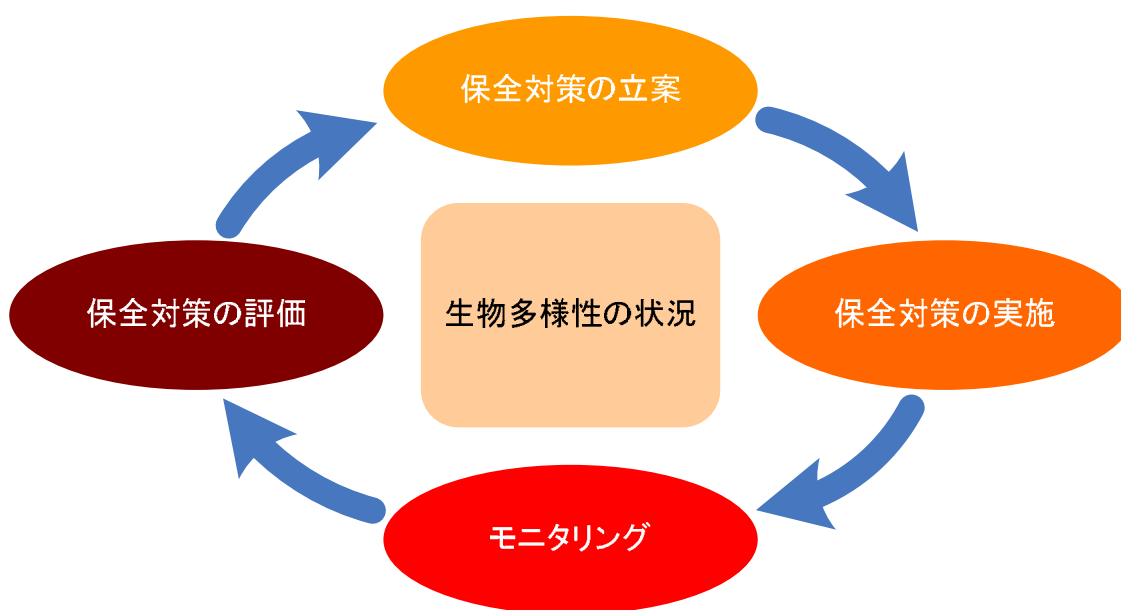 保全対策の立案
保全対策の評価
生物多様性の状況
保全対策の実施
モニタリング